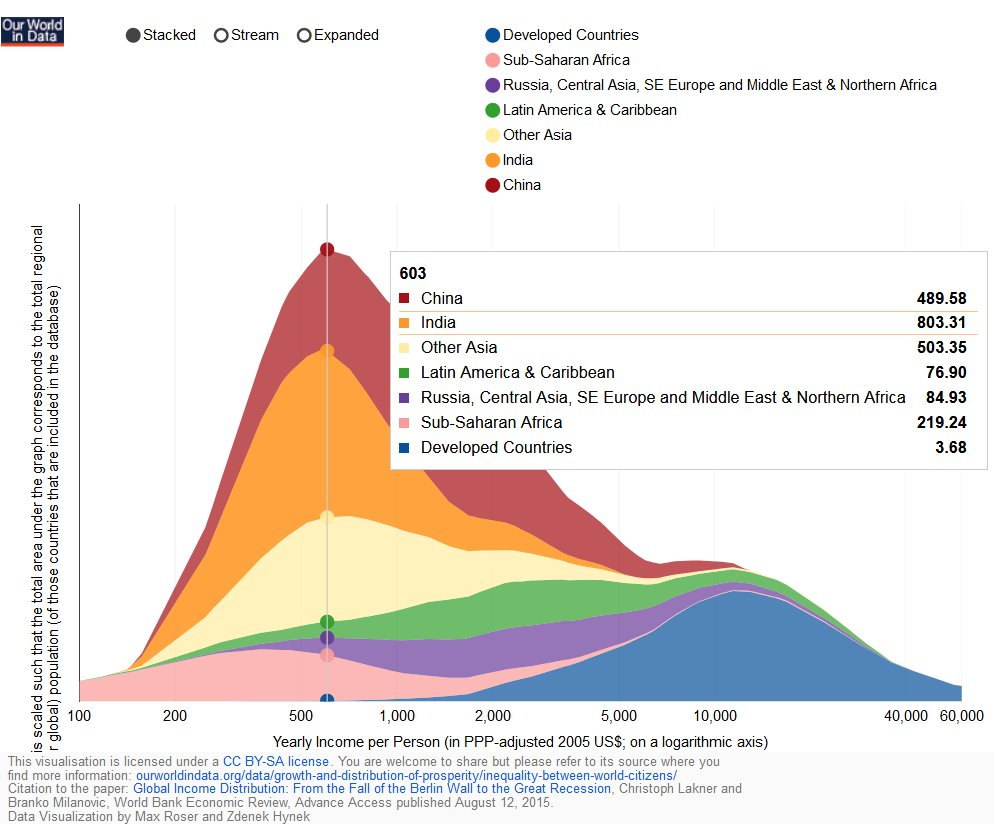 Our World
in Data
Stacked Stream Expanded
Developed Countries
Sub-Saharan Africa
Russia, Central Asia, SE Europe and Middle East & Northern Africa
Latin America & Caribbean
Other Asia
India
China
is scaled such that the total area under the graph corresponds to the total regional
r global) population (of those countries that are included in the database)
603
China 489.58
India 803.31
Other Asia 503.35
Latin America & Caribbean 76.90
Russia, Central Asia, SE Europe and Middle East & Northern Africa 84.93
Sub-Saharan Africa 219.24
Developed Countries 3.68
100 200 500 1,000 2,000 5,000 10,000 40,000 60,000
Yearly Income per Person (in PPP-adjusted 2005 US$; on a logarithmic axis)
This visualisation is licensed under a CC BY-SA license. You are welcome to share but please refer to its source where you
find more information: ourworldindata.org/data/growth-and-distribution-of-prosperity/inequality-between-world-citizens/
Citation to the paper: Global Income Distribution: From the Fall of the Berlin Wall to the Great Recession, Christoph Lakner and
Branko Milanovic, World Bank Economic Review, Advance Access published August 12, 2015.
Data Visualization by Max Roser and Zdenek Hynek